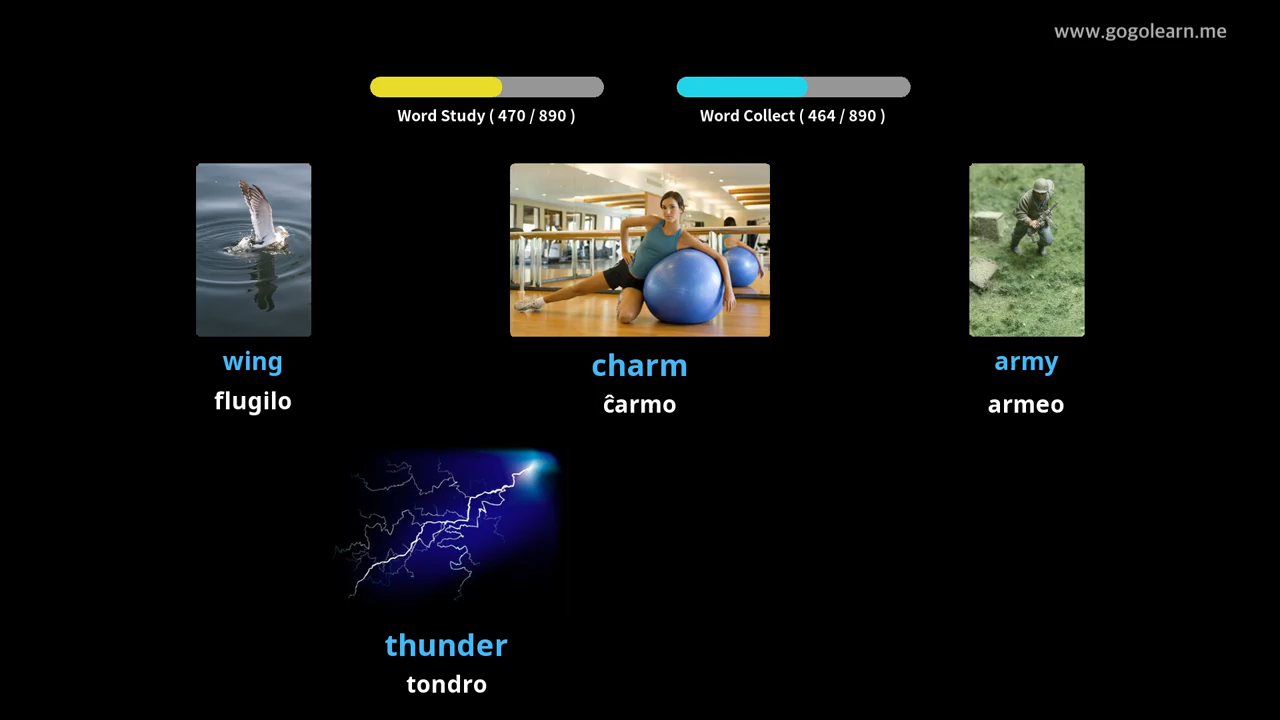 www.gogolearn.me
Word Study ( 470 / 890 )
Word Collect ( 464 / 890 )
wing
flugilo
charm
ĉarmo
army
armeo
thunder
tondro